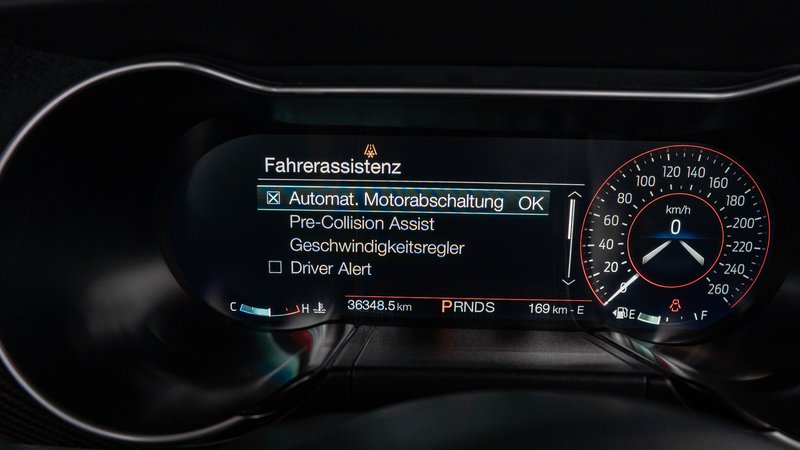 Fahrerassistenz
Automat. Motorabschaltung OK
Pre-Collision Assist
Geschwindigkeitsregler
Driver Alert
C H
36348.5 km PRNDS 169 km - E
0 20 40 60 80 100 120 140 160 180 200 220 240 260
km/h
0
E F